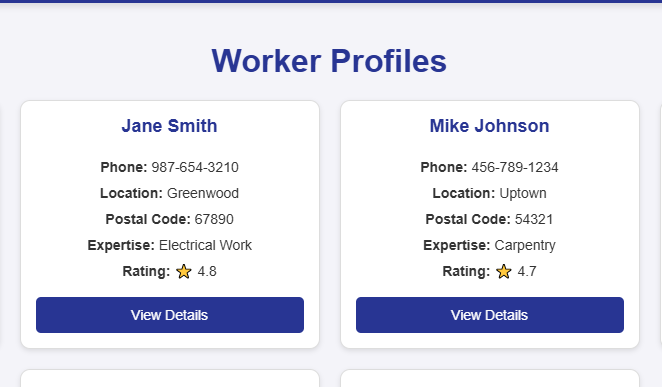 Worker Profiles
Jane Smith
Phone: 987-654-3210
Location: Greenwood
Postal Code: 67890
Expertise: Electrical Work
Rating: ⭐ 4.8
View Details
Mike Johnson
Phone: 456-789-1234
Location: Uptown
Postal Code: 54321
Expertise: Carpentry
Rating: ⭐ 4.7
View Details